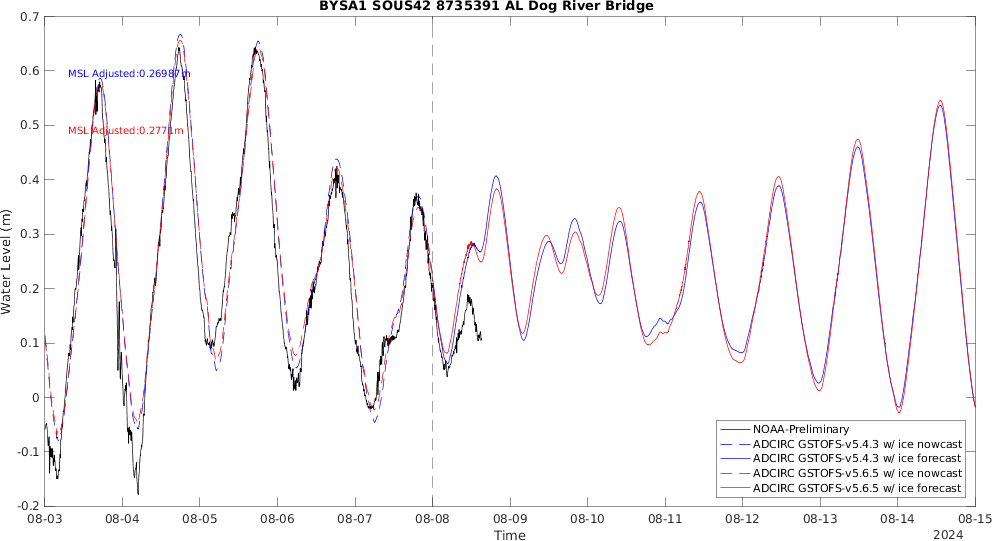 BYSA1 SOUS42 8735391 AL Dog River Bridge
0.7
0.6
0.5
0.4
0.3
0.2
0.1
0
-0.1
-0.2
Water Level (m)
MSL Adjusted:0.26987m
MSL Adjusted:0.2771m
NOAA-Preliminary
ADCIRC GSTOFS-v5.4.3 w/ ice nowcast
ADCIRC GSTOFS-v5.4.3 w/ ice forecast
ADCIRC GSTOFS-v5.6.5 w/ ice nowcast
ADCIRC GSTOFS-v5.6.5 w/ ice forecast
08-03 08-04 08-05 08-06 08-07 08-08 08-09 08-10 08-11 08-12 08-13 08-14 08-15
Time
2024